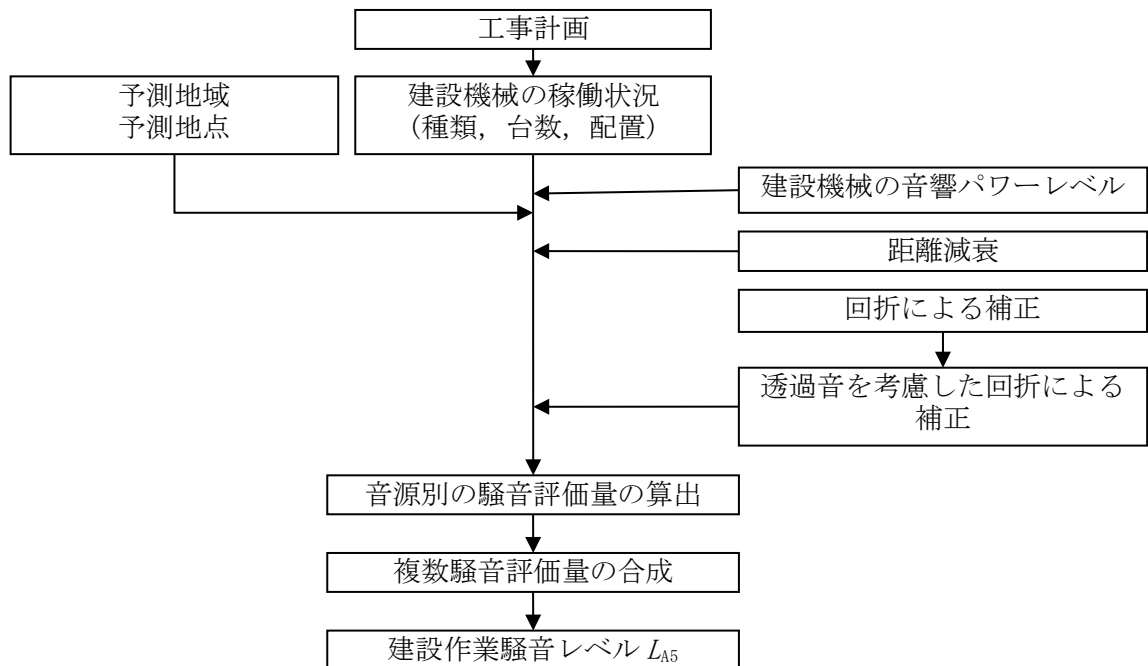 工事計画
予測地域
予測地点
建設機械の稼働状況
（種類，台数，配置）
建設機械の音響パワーレベル
距離減衰
回折による補正
透過音を考慮した回折による
補正
音源別の騒音評価量の算出
複数騒音評価量の合成
建設作業騒音レベル LA5